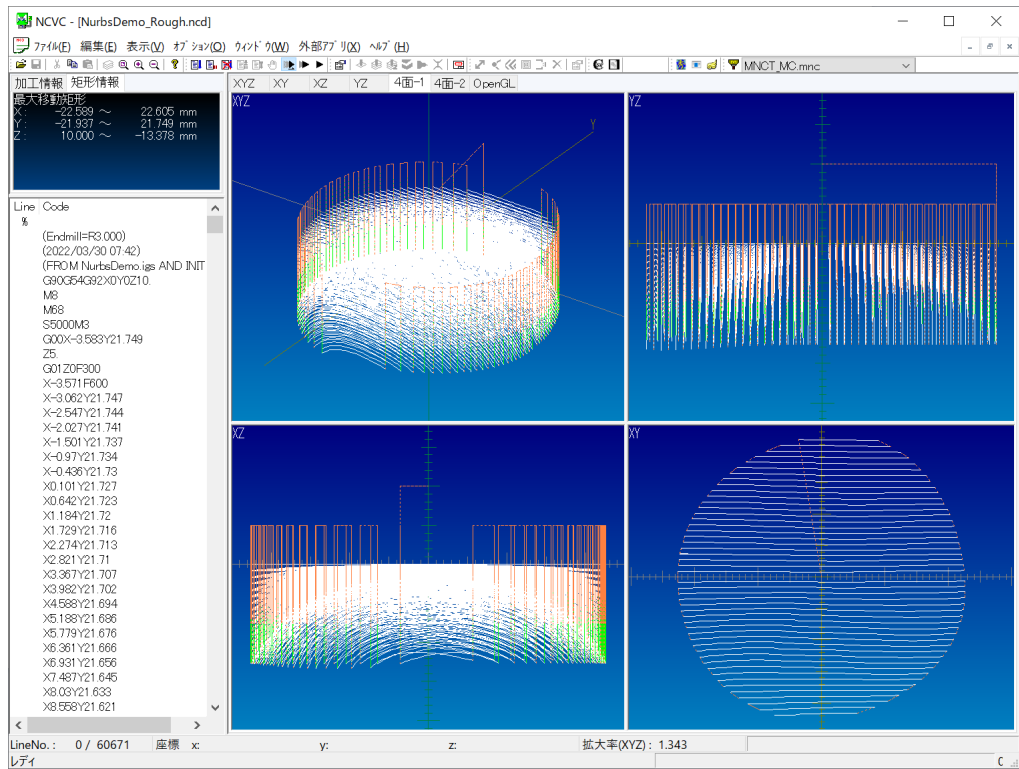 NCVC - [NurbsDemo_Rough.ncd]
ファイル(F) 編集(E) 表示(V) オプション(O) ウィンドウ(W) 外部アプリ(X) ヘルプ(H)
MNCT_MC.mnc
加工情報 矩形情報
XYZ XY XZ YZ 4面-1 4面-2 OpenGL
最大移動矩形
X: -22.589 ～ 22.605 mm
Y: -21.937 ～ 21.749 mm
Z: 10.000 ～ -13.378 mm
XYZ
Y
YZ
XZ
XY
Line Code
%
(Endmill=R3.000)
(2022/03/30 07:42)
(FROM NurbsDemo.igs AND INIT
G90G54G92X0Y0Z10.
M8
M68
S5000M3
G00X-3.583Y21.749
Z5.
G01Z0F300
X-3.571F600
X-3.062Y21.747
X-2.547Y21.744
X-2.027Y21.741
X-1.501Y21.737
X-0.97Y21.734
X-0.436Y21.73
X0.101Y21.727
X0.642Y21.723
X1.184Y21.72
X1.729Y21.716
X2.274Y21.713
X2.821Y21.71
X3.367Y21.707
X3.982Y21.702
X4.588Y21.694
X5.188Y21.686
X5.779Y21.676
X6.361Y21.666
X6.931Y21.656
X7.487Y21.645
X8.03Y21.633
X8.558Y21.621
LineNo. : 0 / 60671 座標 x: y: z: 拡大率(XYZ) : 1.343
レディ C